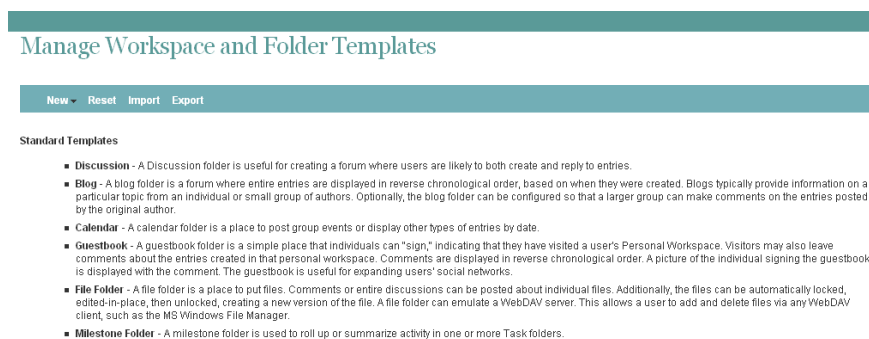 Manage Workspace and Folder Templates
New Reset Import Export
Standard Templates
Discussion - A Discussion folder is useful for creating a forum where users are likely to both create and reply to entries.
Blog - A blog folder is a forum where entire entries are displayed in reverse chronological order, based on when they were created. Blogs typically provide information on a
particular topic from an individual or small group of authors. Optionally, the blog folder can be configured so that a larger group can make comments on the entries posted
by the original author.
Calendar - A calendar folder is a place to post group events or display other types of entries by date.
Guestbook - A guestbook folder is a simple place that individuals can "sign," indicating that they have visited a user's Personal Workspace. Visitors may also leave
comments about the entries created in that personal workspace. Comments are displayed in reverse chronological order. A picture of the individual signing the guestbook
is displayed with the comment. The guestbook is useful for expanding users' social networks.
File Folder - A file folder is a place to put files. Comments or entire discussions can be posted about individual files. Additionally, the files can be automatically locked,
edited-in-place, then unlocked, creating a new version of the file. A file folder can emulate a WebDAV server. This allows a user to add and delete files via any WebDAV
client, such as the MS Windows File Manager.
Milestone Folder - A milestone folder is used to roll up or summarize activity in one or more Task folders.